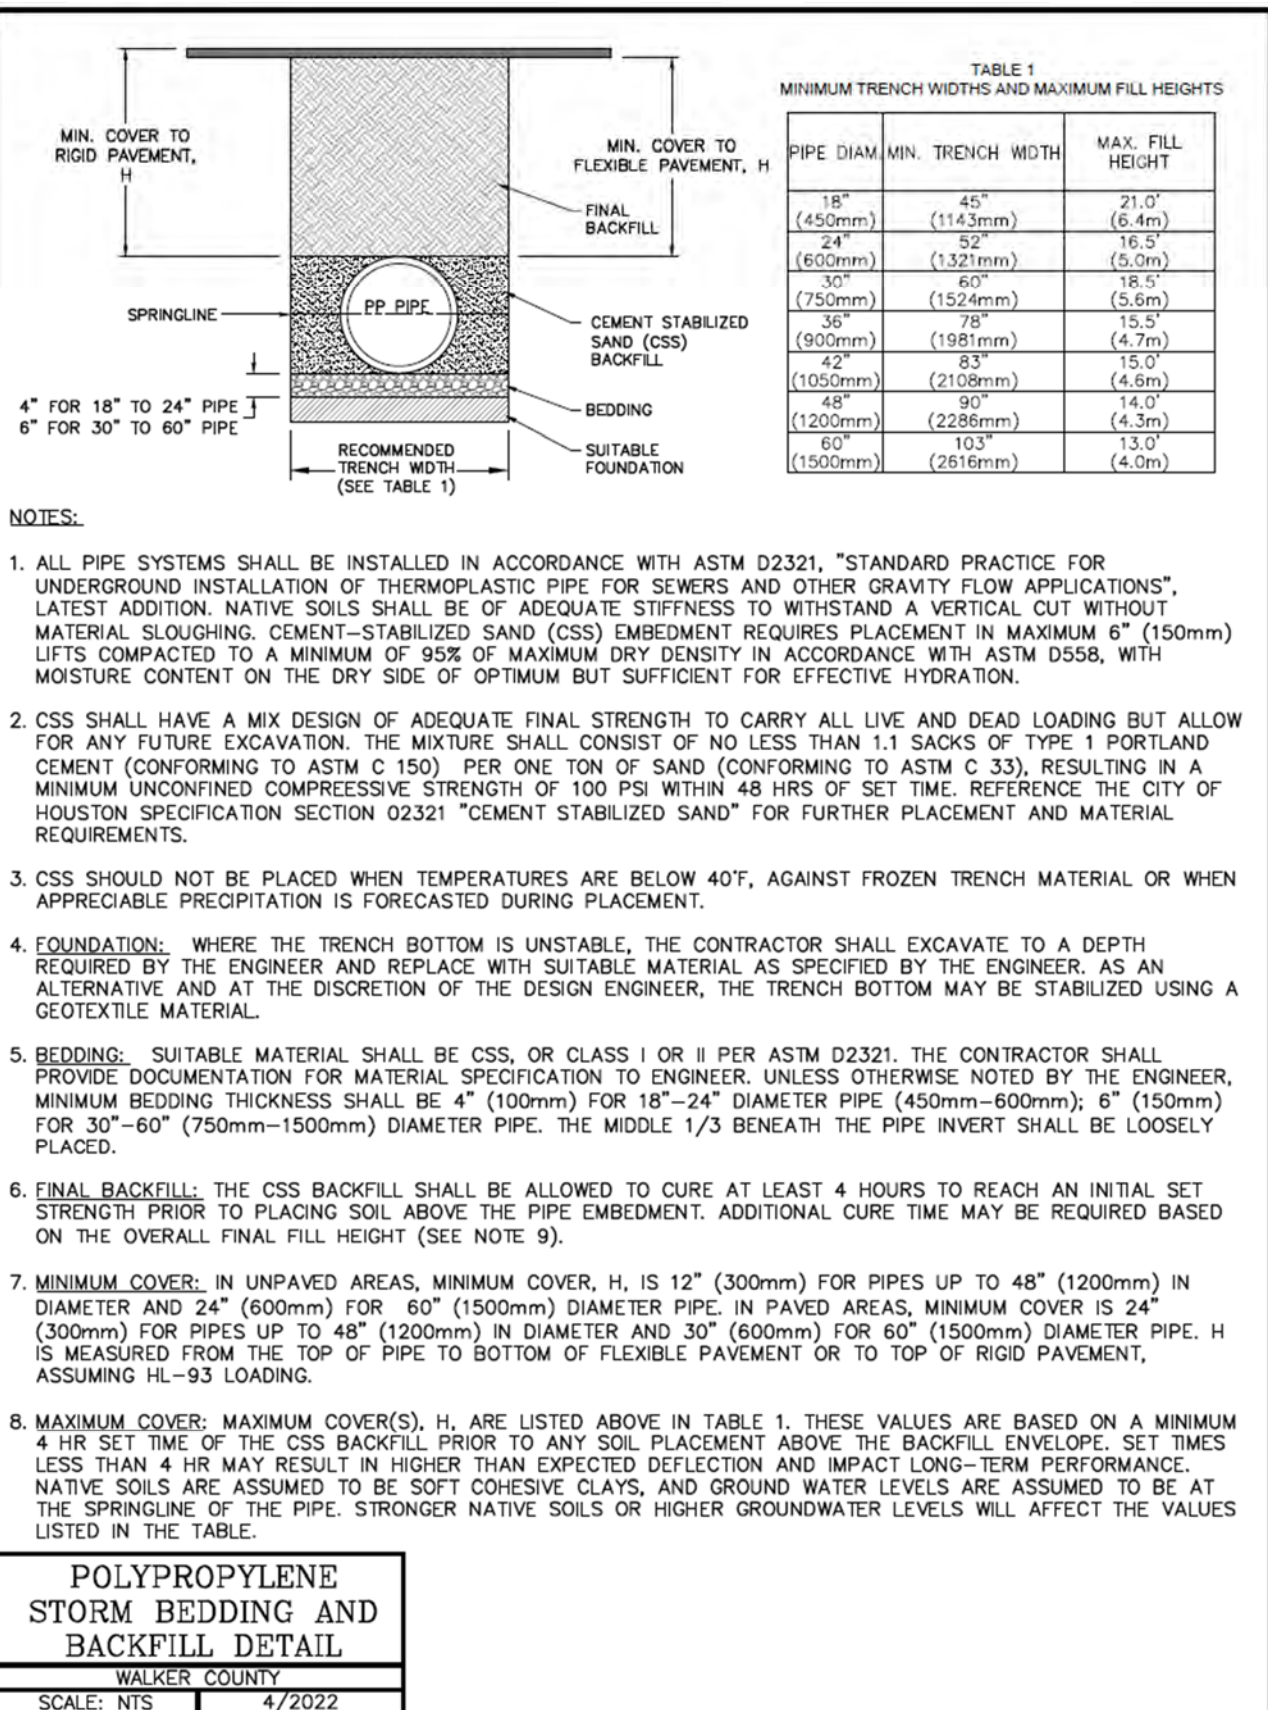 MIN. COVER TO
RIGID PAVEMENT,
H
MIN. COVER TO
FLEXIBLE PAVEMENT, H
FINAL
BACKFILL
SPRINGLINE
PP PIPE
CEMENT STABILIZED
SAND (CSS)
BACKFILL
4" FOR 18" TO 24" PIPE
6" FOR 30" TO 60" PIPE
BEDDING
RECOMMENDED
TRENCH WIDTH
(SEE TABLE 1)
SUITABLE
FOUNDATION
TABLE 1
MINIMUM TRENCH WIDTHS AND MAXIMUM FILL HEIGHTS
PIPE DIAM. MIN. TRENCH WIDTH MAX. FILL
HEIGHT
18" 45" 21.0'
(450mm) (1143mm) (6.4m)
24" 52" 16.5'
(600mm) (1321mm) (5.0m)
30" 60" 18.5'
(750mm) (1524mm) (5.6m)
36" 78" 15.5'
(900mm) (1981mm) (4.7m)
42" 83" 15.0'
(1050mm) (2108mm) (4.6m)
48" 90" 14.0'
(1200mm) (2286mm) (4.3m)
60" 103" 13.0'
(1500mm) (2616mm) (4.0m)
NOTES:
1. ALL PIPE SYSTEMS SHALL BE INSTALLED IN ACCORDANCE WITH ASTM D2321, "STANDARD PRACTICE FOR
UNDERGROUND INSTALLATION OF THERMOPLASTIC PIPE FOR SEWERS AND OTHER GRAVITY FLOW APPLICATIONS",
LATEST ADDITION. NATIVE SOILS SHALL BE OF ADEQUATE STIFFNESS TO WITHSTAND A VERTICAL CUT WITHOUT
MATERIAL SLOUGHING. CEMENT-STABILIZED SAND (CSS) EMBEDMENT REQUIRES PLACEMENT IN MAXIMUM 6" (150mm)
LIFTS COMPACTED TO A MINIMUM OF 95% OF MAXIMUM DRY DENSITY IN ACCORDANCE WITH ASTM D558, WITH
MOISTURE CONTENT ON THE DRY SIDE OF OPTIMUM BUT SUFFICIENT FOR EFFECTIVE HYDRATION.
2. CSS SHALL HAVE A MIX DESIGN OF ADEQUATE FINAL STRENGTH TO CARRY ALL LIVE AND DEAD LOADING BUT ALLOW
FOR ANY FUTURE EXCAVATION. THE MIXTURE SHALL CONSIST OF NO LESS THAN 1.1 SACKS OF TYPE 1 PORTLAND
CEMENT (CONFORMING TO ASTM C 150) PER ONE TON OF SAND (CONFORMING TO ASTM C 33), RESULTING IN A
MINIMUM UNCONFINED COMPREESSIVE STRENGTH OF 100 PSI WITHIN 48 HRS OF SET TIME. REFERENCE THE CITY OF
HOUSTON SPECIFICATION SECTION 02321 "CEMENT STABILIZED SAND" FOR FURTHER PLACEMENT AND MATERIAL
REQUIREMENTS.
3. CSS SHOULD NOT BE PLACED WHEN TEMPERATURES ARE BELOW 40°F, AGAINST FROZEN TRENCH MATERIAL OR WHEN
APPRECIABLE PRECIPITATION IS FORECASTED DURING PLACEMENT.
4. FOUNDATION: WHERE THE TRENCH BOTTOM IS UNSTABLE, THE CONTRACTOR SHALL EXCAVATE TO A DEPTH
REQUIRED BY THE ENGINEER AND REPLACE WITH SUITABLE MATERIAL AS SPECIFIED BY THE ENGINEER. AS AN
ALTERNATIVE AND AT THE DISCRETION OF THE DESIGN ENGINEER, THE TRENCH BOTTOM MAY BE STABILIZED USING A
GEOTEXTILE MATERIAL.
5. BEDDING: SUITABLE MATERIAL SHALL BE CSS, OR CLASS I OR II PER ASTM D2321. THE CONTRACTOR SHALL
PROVIDE DOCUMENTATION FOR MATERIAL SPECIFICATION TO ENGINEER. UNLESS OTHERWISE NOTED BY THE ENGINEER,
MINIMUM BEDDING THICKNESS SHALL BE 4" (100mm) FOR 18"-24" DIAMETER PIPE (450mm-600mm); 6" (150mm)
FOR 30"-60" (750mm-1500mm) DIAMETER PIPE. THE MIDDLE 1/3 BENEATH THE PIPE INVERT SHALL BE LOOSELY
PLACED.
6. FINAL BACKFILL: THE CSS BACKFILL SHALL BE ALLOWED TO CURE AT LEAST 4 HOURS TO REACH AN INITIAL SET
STRENGTH PRIOR TO PLACING SOIL ABOVE THE PIPE EMBEDMENT. ADDITIONAL CURE TIME MAY BE REQUIRED BASED
ON THE OVERALL FINAL FILL HEIGHT (SEE NOTE 9).
7. MINIMUM COVER: IN UNPAVED AREAS, MINIMUM COVER, H, IS 12" (300mm) FOR PIPES UP TO 48" (1200mm) IN
DIAMETER AND 24" (600mm) FOR 60" (1500mm) DIAMETER PIPE. IN PAVED AREAS, MINIMUM COVER IS 24"
(300mm) FOR PIPES UP TO 48" (1200mm) IN DIAMETER AND 30" (600mm) FOR 60" (1500mm) DIAMETER PIPE. H
IS MEASURED FROM THE TOP OF PIPE TO BOTTOM OF FLEXIBLE PAVEMENT OR TO TOP OF RIGID PAVEMENT,
ASSUMING HL-93 LOADING.
8. MAXIMUM COVER: MAXIMUM COVER(S), H, ARE LISTED ABOVE IN TABLE 1. THESE VALUES ARE BASED ON A MINIMUM
4 HR SET TIME OF THE CSS BACKFILL PRIOR TO ANY SOIL PLACEMENT ABOVE THE BACKFILL ENVELOPE. SET TIMES
LESS THAN 4 HR MAY RESULT IN HIGHER THAN EXPECTED DEFLECTION AND IMPACT LONG-TERM PERFORMANCE.
NATIVE SOILS ARE ASSUMED TO BE SOFT COHESIVE CLAYS, AND GROUND WATER LEVELS ARE ASSUMED TO BE AT
THE SPRINGLINE OF THE PIPE. STRONGER NATIVE SOILS OR HIGHER GROUNDWATER LEVELS WILL AFFECT THE VALUES
LISTED IN THE TABLE.
POLYPROPYLENE
STORM BEDDING AND
BACKFILL DETAIL
WALKER COUNTY
SCALE: NTS 4/2022